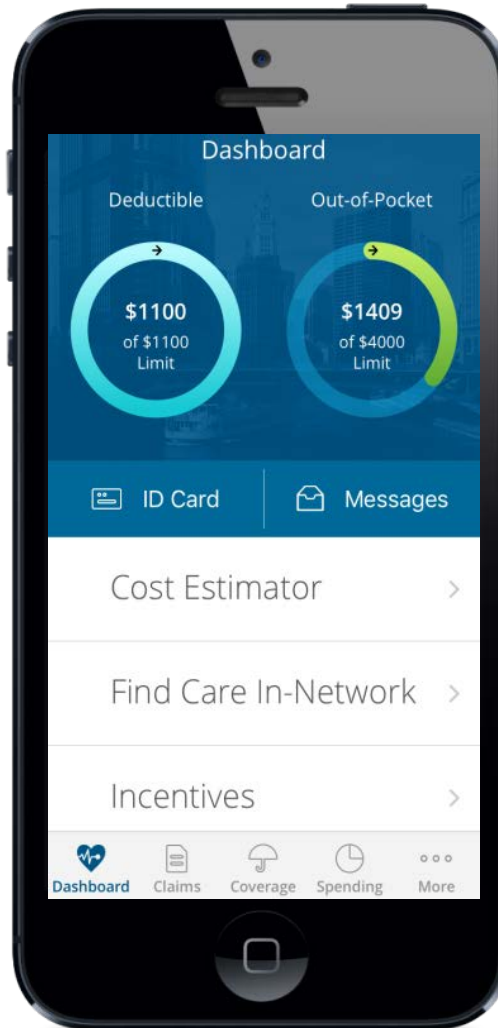 Dashboard
Deductible
Out-of-Pocket
$1100
of $1100
Limit
$1409
of $4000
Limit
ID Card
Messages
Cost Estimator
Find Care In-Network
Incentives
Dashboard
Claims
Coverage
Spending
More